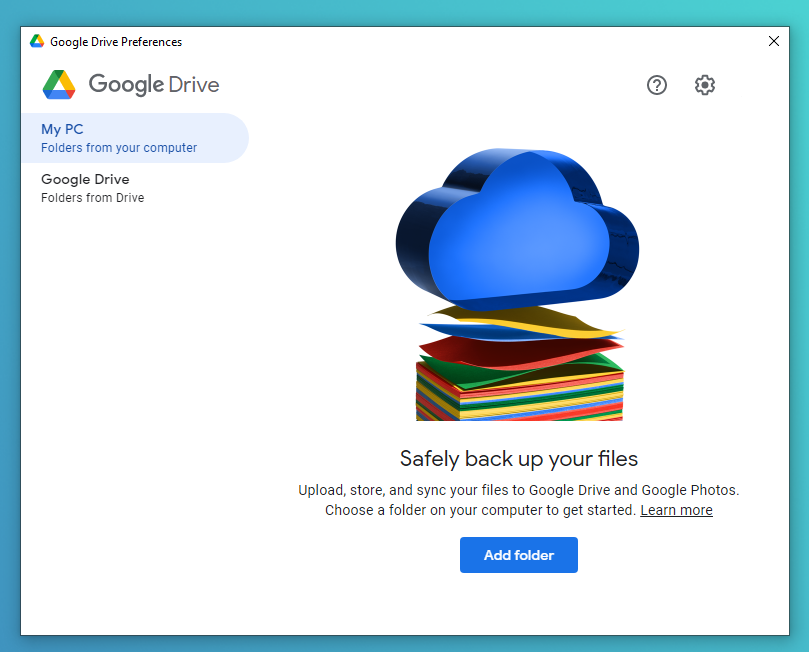 Google Drive Preferences
Google Drive
My PC
Folders from your computer
Google Drive
Folders from Drive
Safely back up your files
Upload, store, and sync your files to Google Drive and Google Photos.
Choose a folder on your computer to get started. Learn more
Add folder